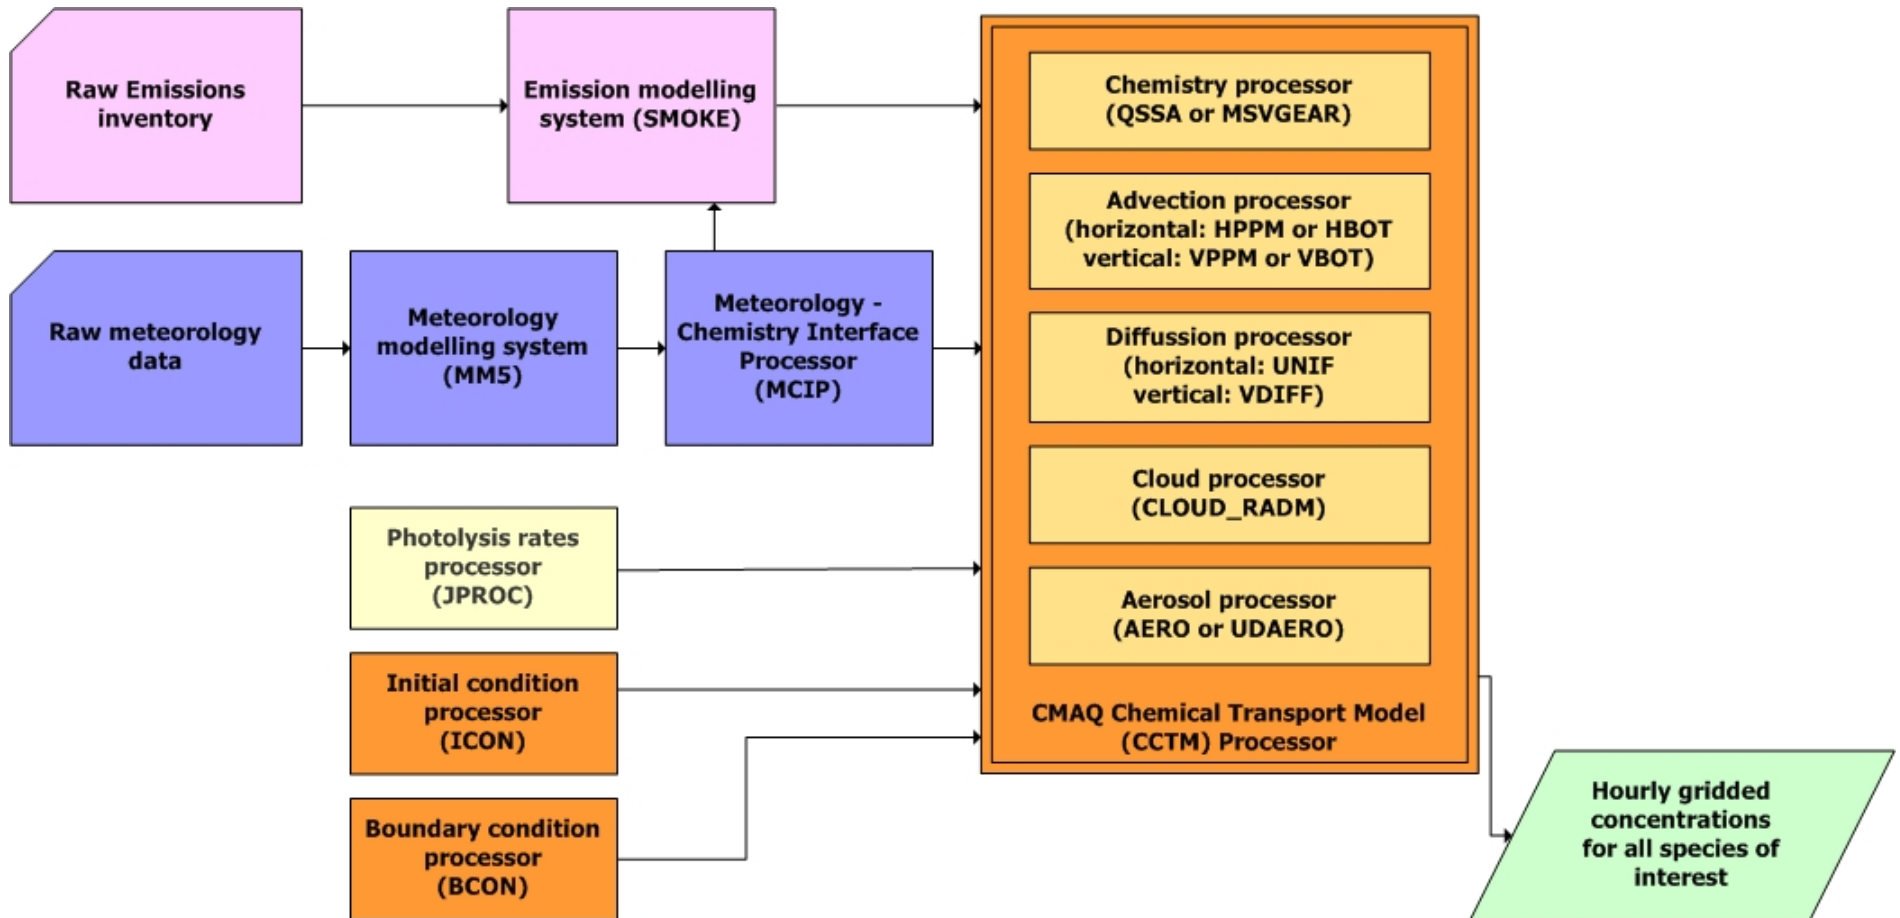 Raw Emissions
inventory
Emission modelling
system (SMOKE)
Raw meteorology
data
Meteorology
modelling system
(MM5)
Meteorology -
Chemistry Interface
Processor
(MCIP)
Photolysis rates
processor
(JPROC)
Initial condition
processor
(ICON)
Boundary condition
processor
(BCON)
Chemistry processor
(QSSA or MSVGEAR)
Advection processor
(horizontal: HPPM or HBOT
vertical: VPPM or VBOT)
Diffussion processor
(horizontal: UNIF
vertical: VDIFF)
Cloud processor
(CLOUD_RADM)
Aerosol processor
(AERO or UDAERO)
CMAQ Chemical Transport Model
(CCTM) Processor
Hourly gridded
concentrations
for all species of
interest